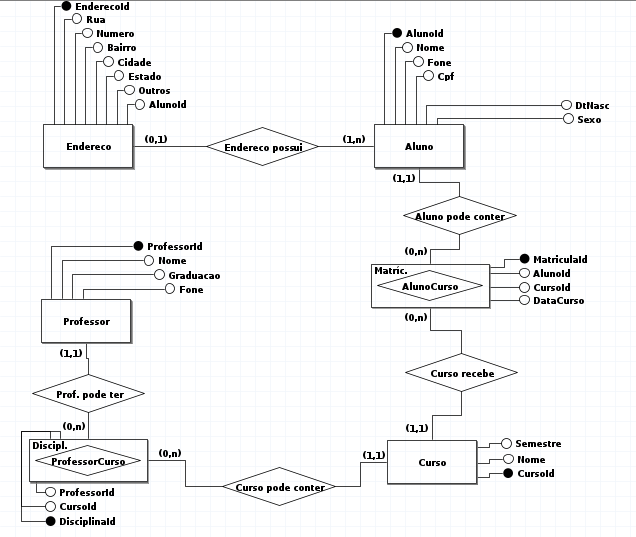 EnderecoId
Rua
Numero
Bairro
Cidade
Estado
Outros
AlunoId
Endereco
(0,1)
Endereco possui
(1,n)
AlunoId
Nome
Fone
Cpf
DtNasc
Sexo
Aluno
(1,1)
Aluno pode conter
(0,n)
Matric.
AlunoCurso
MatriculaId
AlunoId
CursoId
DataCurso
(0,n)
Curso recebe
(1,1)
ProfessorId
Nome
Graduacao
Fone
Professor
(1,1)
Prof. pode ter
(0,n)
Discipl.
ProfessorCurso
ProfessorId
CursoId
DisciplinaId
(0,n)
Curso pode conter
(1,1)
Curso
Semestre
Nome
CursoId